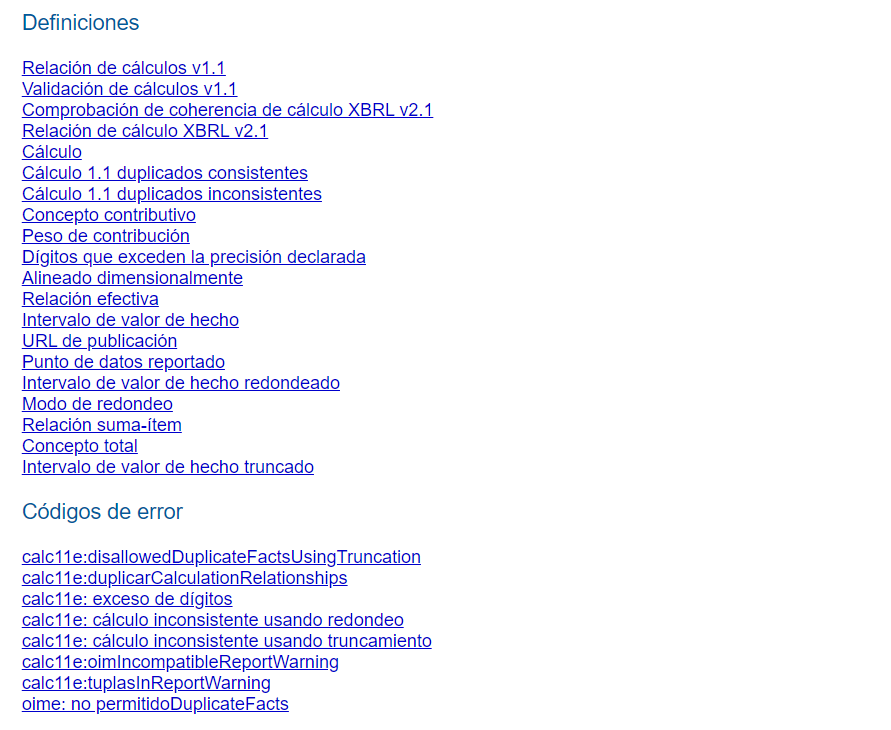 Definiciones
Relación de cálculos v1.1
Validación de cálculos v1.1
Comprobación de coherencia de cálculo XBRL v2.1
Relación de cálculo XBRL v2.1
Cálculo
Cálculo 1.1 duplicados consistentes
Cálculo 1.1 duplicados inconsistentes
Concepto contributivo
Peso de contribución
Dígitos que exceden la precisión declarada
Alineado dimensionalmente
Relación efectiva
Intervalo de valor de hecho
URL de publicación
Punto de datos reportado
Intervalo de valor de hecho redondeado
Modo de redondeo
Relación suma-ítem
Concepto total
Intervalo de valor de hecho truncado
Códigos de error
calc11e:disallowedDuplicateFactsUsingTruncation
calc11e:duplicarCalculationRelationships
calc11e: exceso de dígitos
calc11e: cálculo inconsistente usando redondeo
calc11e: cálculo inconsistente usando truncamiento
calc11e:oimIncompatibleReportWarning
calc11e:tuplasInReportWarning
oime: no permitidoDuplicateFacts